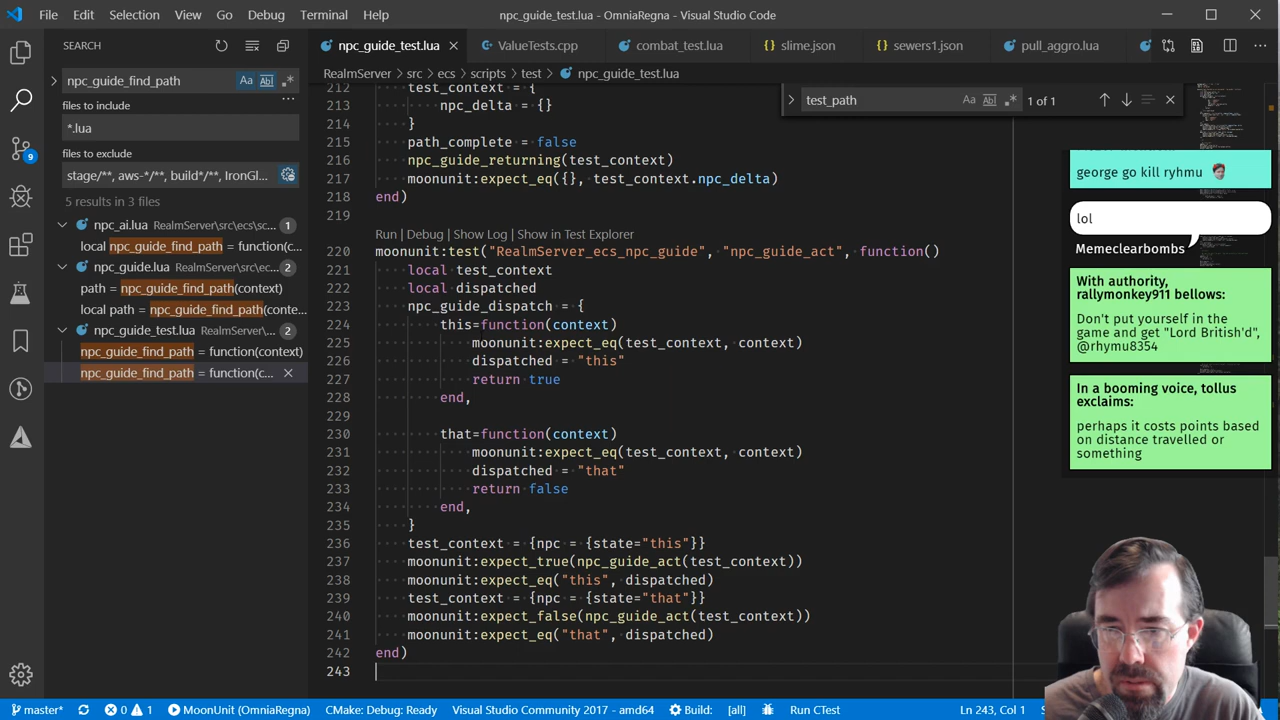 File Edit Selection View Go Debug Terminal Help npc_guide_test.lua - OmniaRegna - Visual Studio Code
SEARCH
npc_guide_test.lua ValueTests.cpp combat_test.lua slime.json sewers1.json pull_aggro.lua
npc_guide_find_path Aa Abl .*
RealmServer > src > ecs > scripts > test > npc_guide_test.lua
test_path Aa Abl .* 1 of 1
files to include
*.lua
files to exclude
stage/**, aws-*/**, build*/**, IronGl...
5 results in 3 files
npc_ai.lua RealmServer\src\ecs\sc... 1
local npc_guide_find_path = function(c...
npc_guide.lua RealmServer\src\ec... 2
path = npc_guide_find_path(context)
local path = npc_guide_find_path(conte...
npc_guide_test.lua RealmServer\... 2
npc_guide_find_path = function(context)
npc_guide_find_path = function(c...
212 test_context = {
213 npc_delta = {}
214 }
215 path_complete = false
216 npc_guide_returning(test_context)
217 moonunit:expect_eq({}, test_context.npc_delta)
218 end)
219
Run | Debug | Show Log | Show in Test Explorer
220 moonunit:test("RealmServer_ecs_npc_guide", "npc_guide_act", function()
221 local test_context
222 local dispatched
223 npc_guide_dispatch = {
224 this=function(context)
225 moonunit:expect_eq(test_context, context)
226 dispatched = "this"
227 return true
228 end,
229
230 that=function(context)
231 moonunit:expect_eq(test_context, context)
232 dispatched = "that"
233 return false
234 end,
235 }
236 test_context = {npc = {state="this"}}
237 moonunit:expect_true(npc_guide_act(test_context))
238 moonunit:expect_eq("this", dispatched)
239 test_context = {npc = {state="that"}}
240 moonunit:expect_false(npc_guide_act(test_context))
241 moonunit:expect_eq("that", dispatched)
242 end)
243
george go kill ryhmu
lol
Memeclearbombs
With authority,
rallymonkey911 bellows:
Don't put yourself in the
game and get "Lord British'd",
@rhymu8354
In a booming voice, tollus
exclaims:
perhaps it costs points based
on distance travelled or
something
9
master* 0 1 MoonUnit (OmniaRegna) CMake: Debug: Ready Visual Studio Community 2017 - amd64 Build: [all] Run CTest Ln 243, Col 1